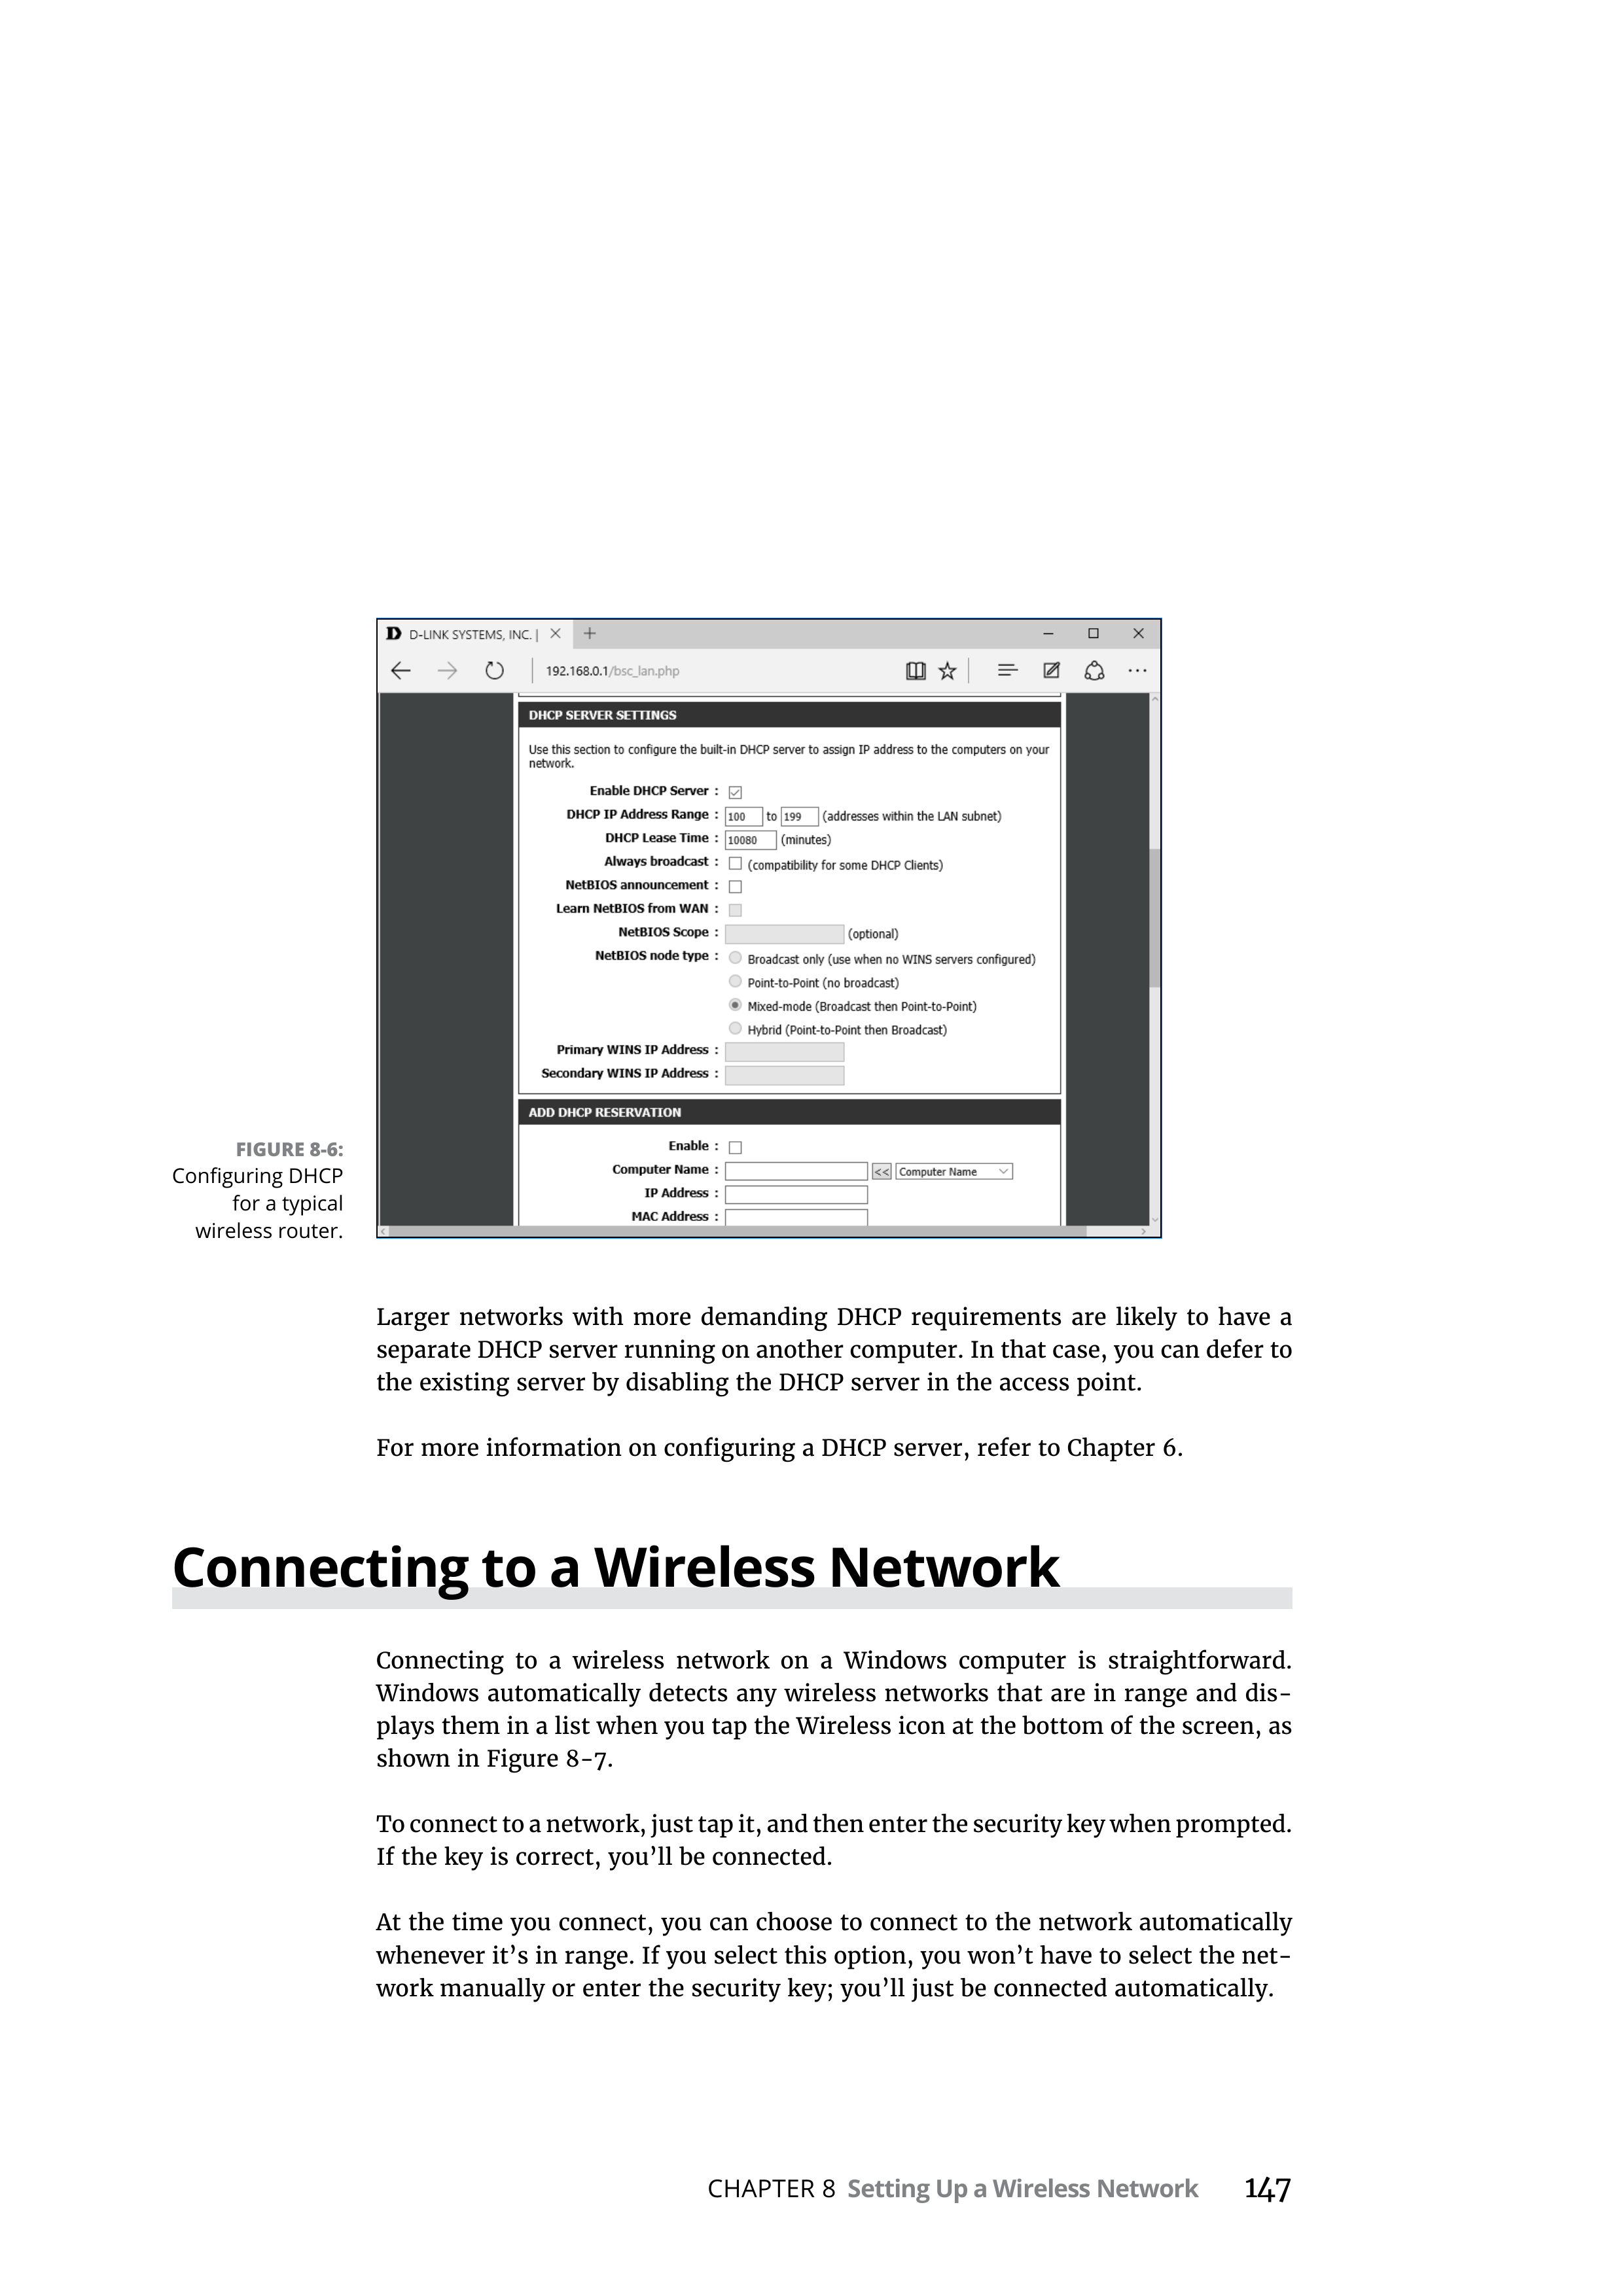 D-LINK SYSTEMS, INC. |
192.168.0.1/bsc_lan.php
DHCP SERVER SETTINGS
Use this section to configure the built-in DHCP server to assign IP address to the computers on your
network.
Enable DHCP Server :
DHCP IP Address Range : 100 to 199 (addresses within the LAN subnet)
DHCP Lease Time : 10080 (minutes)
Always broadcast : (compatibility for some DHCP Clients)
NetBIOS announcement :
Learn NetBIOS from WAN :
NetBIOS Scope : (optional)
NetBIOS node type : Broadcast only (use when no WINS servers configured)
Point-to-Point (no broadcast)
Mixed-mode (Broadcast then Point-to-Point)
Hybrid (Point-to-Point then Broadcast)
Primary WINS IP Address :
Secondary WINS IP Address :
ADD DHCP RESERVATION
Enable :
Computer Name : << Computer Name
IP Address :
MAC Address :
FIGURE 8-6:
Configuring DHCP
for a typical
wireless router.
Larger networks with more demanding DHCP requirements are likely to have a
separate DHCP server running on another computer. In that case, you can defer to
the existing server by disabling the DHCP server in the access point.
For more information on configuring a DHCP server, refer to Chapter 6.
Connecting to a Wireless Network
Connecting to a wireless network on a Windows computer is straightforward.
Windows automatically detects any wireless networks that are in range and dis-
plays them in a list when you tap the Wireless icon at the bottom of the screen, as
shown in Figure 8-7.
To connect to a network, just tap it, and then enter the security key when prompted.
If the key is correct, you’ll be connected.
At the time you connect, you can choose to connect to the network automatically
whenever it’s in range. If you select this option, you won’t have to select the net-
work manually or enter the security key; you’ll just be connected automatically.
CHAPTER 8 Setting Up a Wireless Network 147